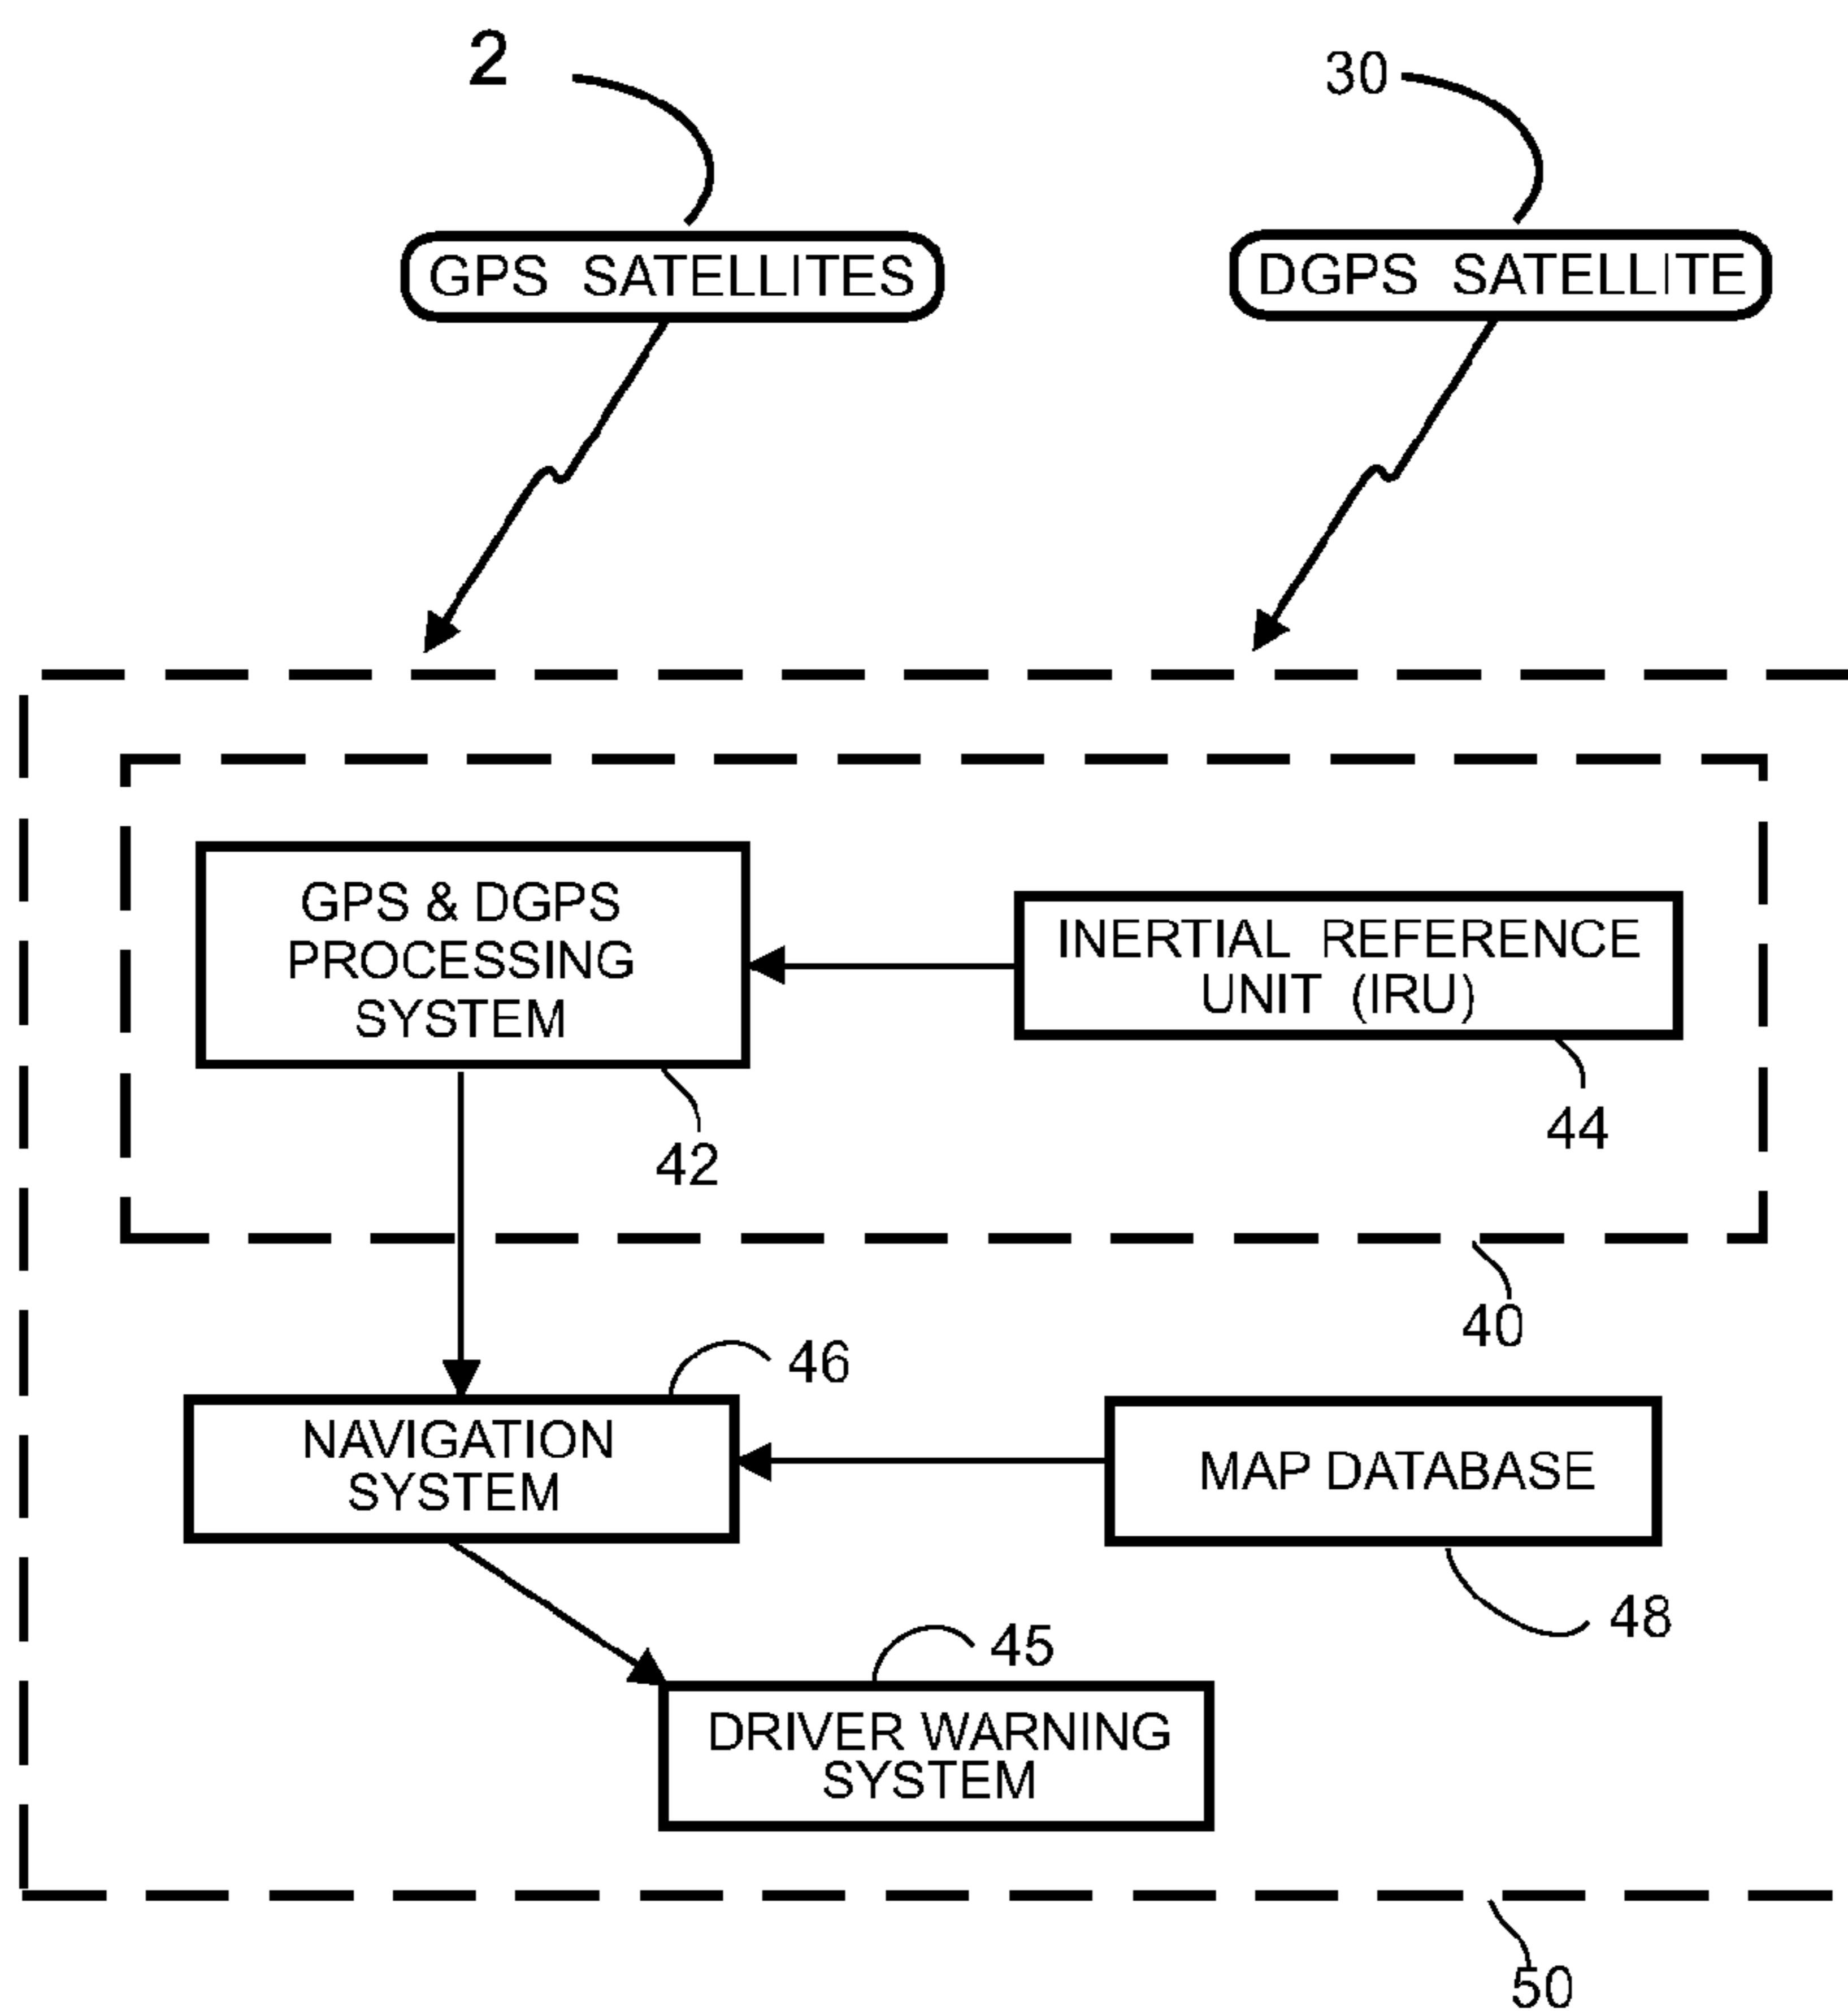 2
30
GPS SATELLITES
DGPS SATELLITE
GPS & DGPS
PROCESSING
SYSTEM
42
INERTIAL REFERENCE
UNIT (IRU)
44
40
46
NAVIGATION
SYSTEM
MAP DATABASE
48
45
DRIVER WARNING
SYSTEM
50